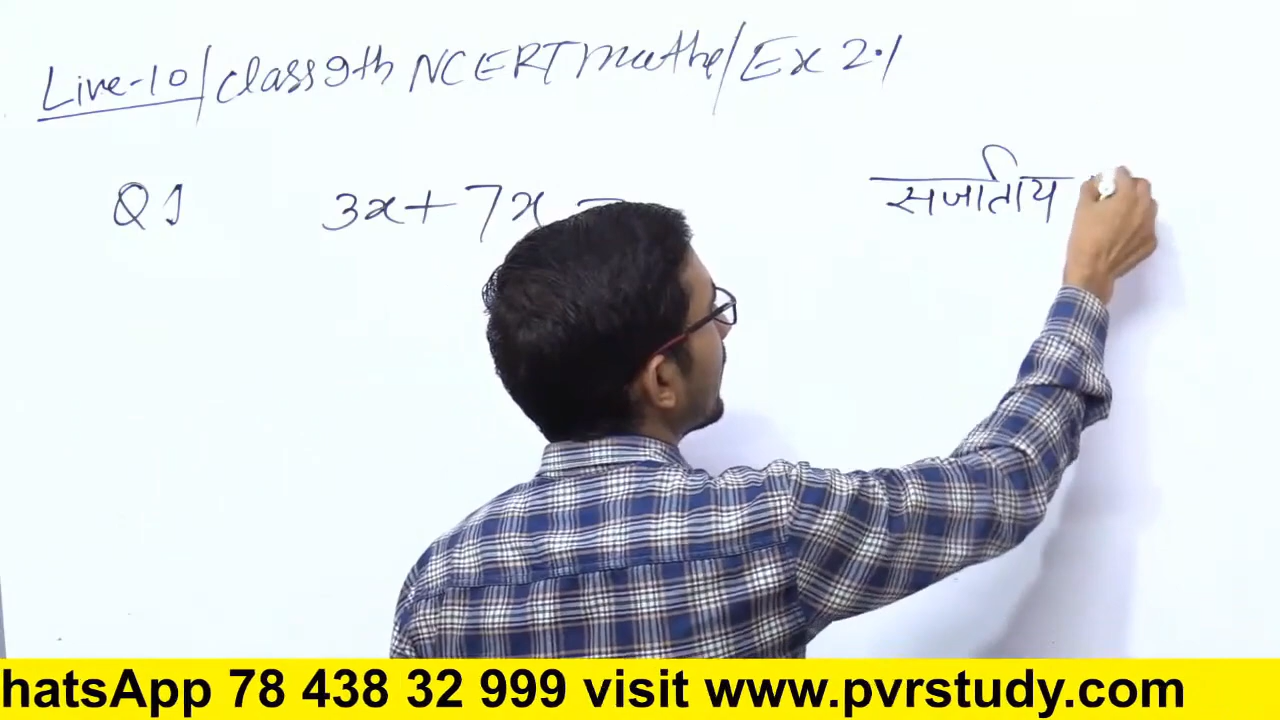 Live-10/class 9th NCERT maths/Ex 2.1
Q 1 3x + 7x = सजातीय
hatsApp 78 438 32 999 visit www.pvrstudy.com